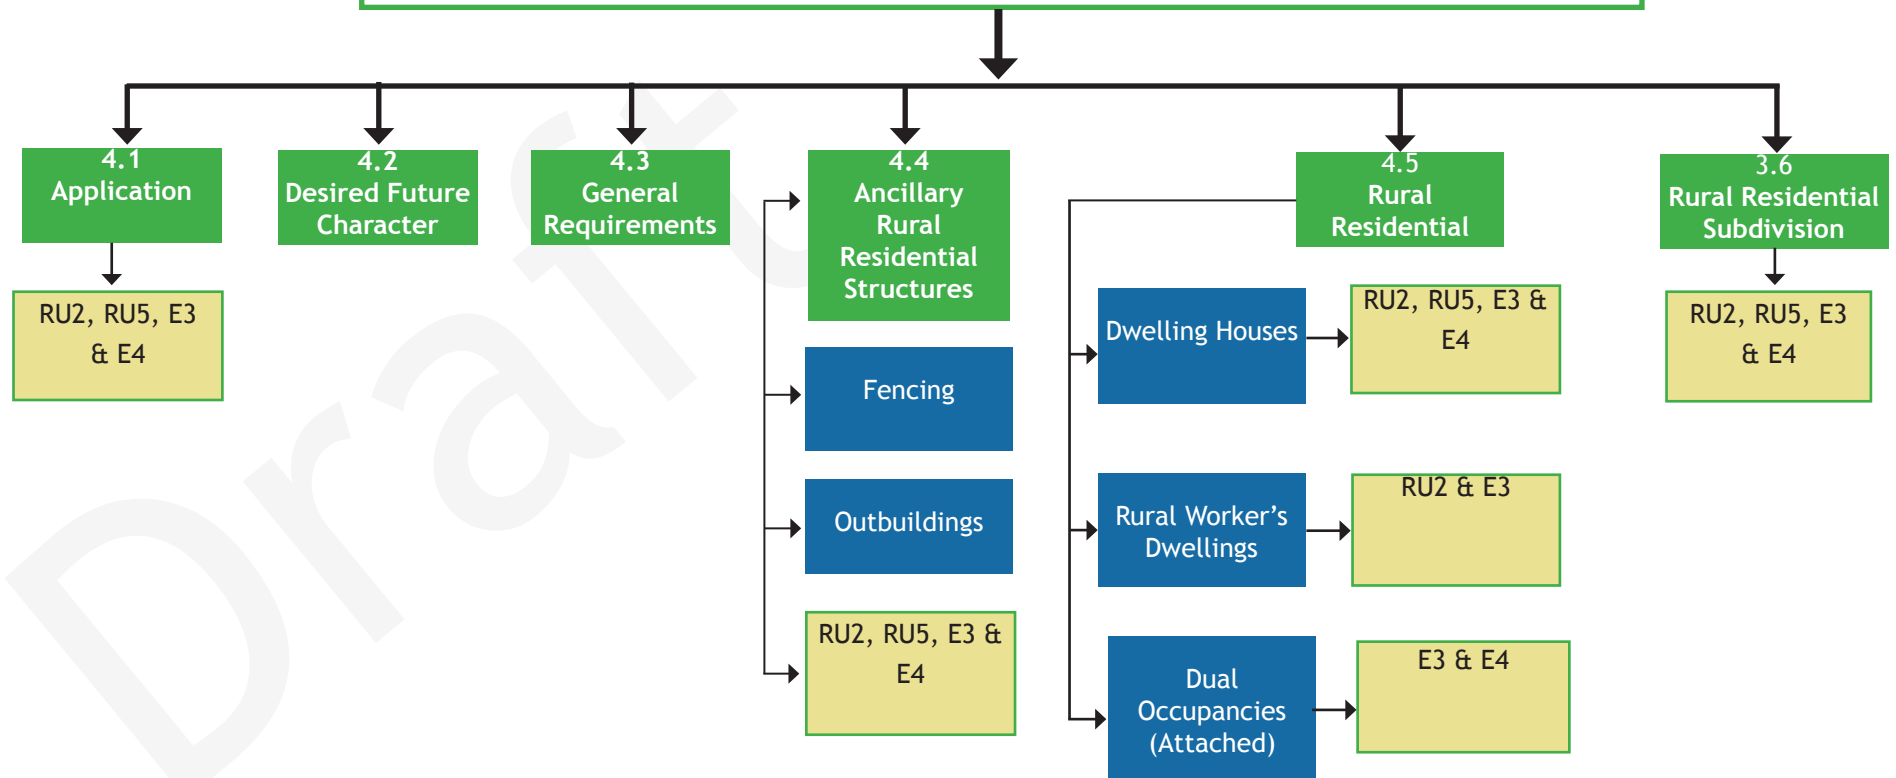 4.1
Application
RU2, RU5, E3
& E4
4.2
Desired Future
Character
4.3
General
Requirements
4.4
Ancillary
Rural
Residential
Structures
Fencing
Outbuildings
RU2, RU5, E3 &
E4
4.5
Rural
Residential
Dwelling Houses
RU2, RU5, E3 &
E4
Rural Worker’s
Dwellings
RU2 & E3
Dual
Occupancies
(Attached)
E3 & E4
3.6
Rural Residential
Subdivision
RU2, RU5, E3
& E4
Draft